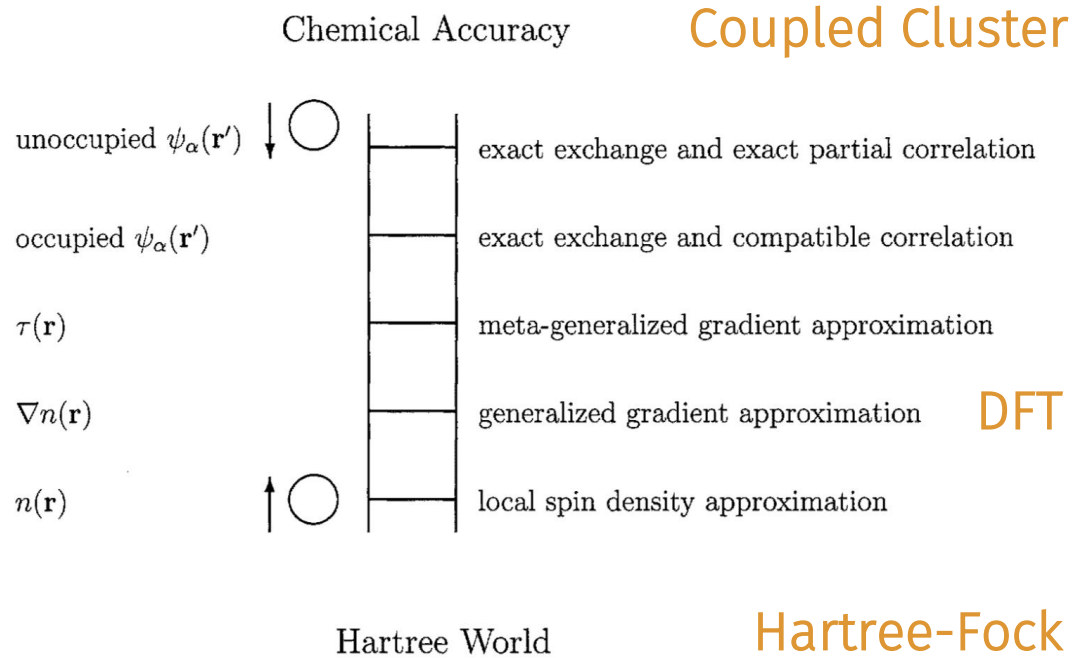 Chemical Accuracy
Coupled Cluster
unoccupied ψα(r′)
exact exchange and exact partial correlation
occupied ψα(r′)
exact exchange and compatible correlation
τ(r)
meta-generalized gradient approximation
∇n(r)
generalized gradient approximation
DFT
n(r)
local spin density approximation
Hartree World
Hartree-Fock